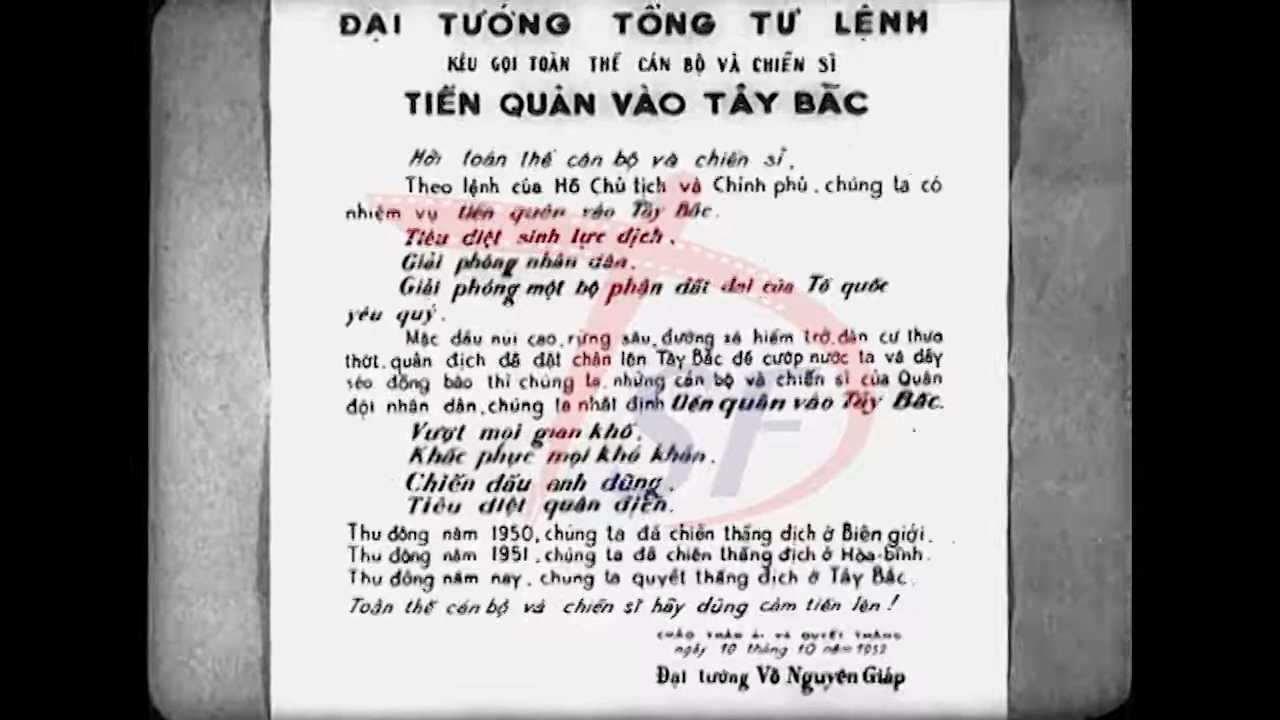 ĐẠI TƯỚNG TỔNG TƯ LỆNH
KÊU GỌI TOÀN THỂ CÁN BỘ VÀ CHIẾN SĨ
TIẾN QUÂN VÀO TÂY BẮC
Hỡi toàn thể cán bộ và chiến sĩ,
Theo lệnh của Hồ Chủ tịch và Chính phủ, chúng ta có
nhiệm vụ tiến quân vào Tây Bắc.
Tiêu diệt sinh lực địch.
Giải phóng nhân dân.
Giải phóng một bộ phận đất đai của Tổ quốc
yêu quý.
Mặc dầu núi cao, rừng sâu, đường sá hiểm trở, dân cư thưa
thớt, quân địch đã đặt chân lên Tây Bắc để cướp nước ta và dầy
séo đồng bào thì chúng ta, những cán bộ và chiến sĩ của Quân
đội nhân dân, chúng ta nhất định tiến quân vào Tây Bắc.
Vượt mọi gian khổ,
Khắc phục mọi khó khăn.
Chiến đấu anh dũng.
Tiêu diệt quân địch.
Thu đông năm 1950, chúng ta đã chiến thắng địch ở Biên giới.
Thu đông năm 1951, chúng ta đã chiến thắng địch ở Hòa-bình.
Thu đông năm nay, chúng ta quyết thắng địch ở Tây Bắc.
Toàn thể cán bộ và chiến sĩ hãy dũng cảm tiến lên!
CHÀO THÂN ÁI VÀ QUYẾT THẮNG
ngày 10 tháng 10 năm 1952
Đại tướng Võ Nguyên Giáp
SF